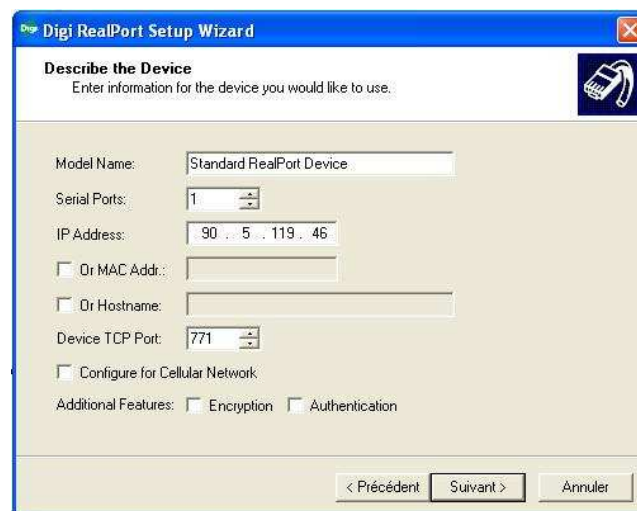 Digi Digi RealPort Setup Wizard
Describe the Device
Enter information for the device you would like to use.
Model Name: Standard RealPort Device
Serial Ports: 1
IP Address: 90 . 5 . 119 . 46
Or MAC Addr.:
Or Hostname:
Device TCP Port: 771
Configure for Cellular Network
Additional Features: Encryption Authentication
< Précédent Suivant > Annuler